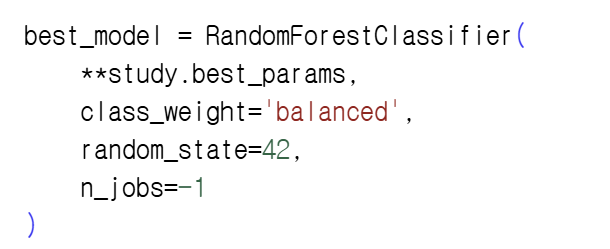 best_model = RandomForestClassifier(
    **study.best_params,
    class_weight='balanced',
    random_state=42,
    n_jobs=-1
)